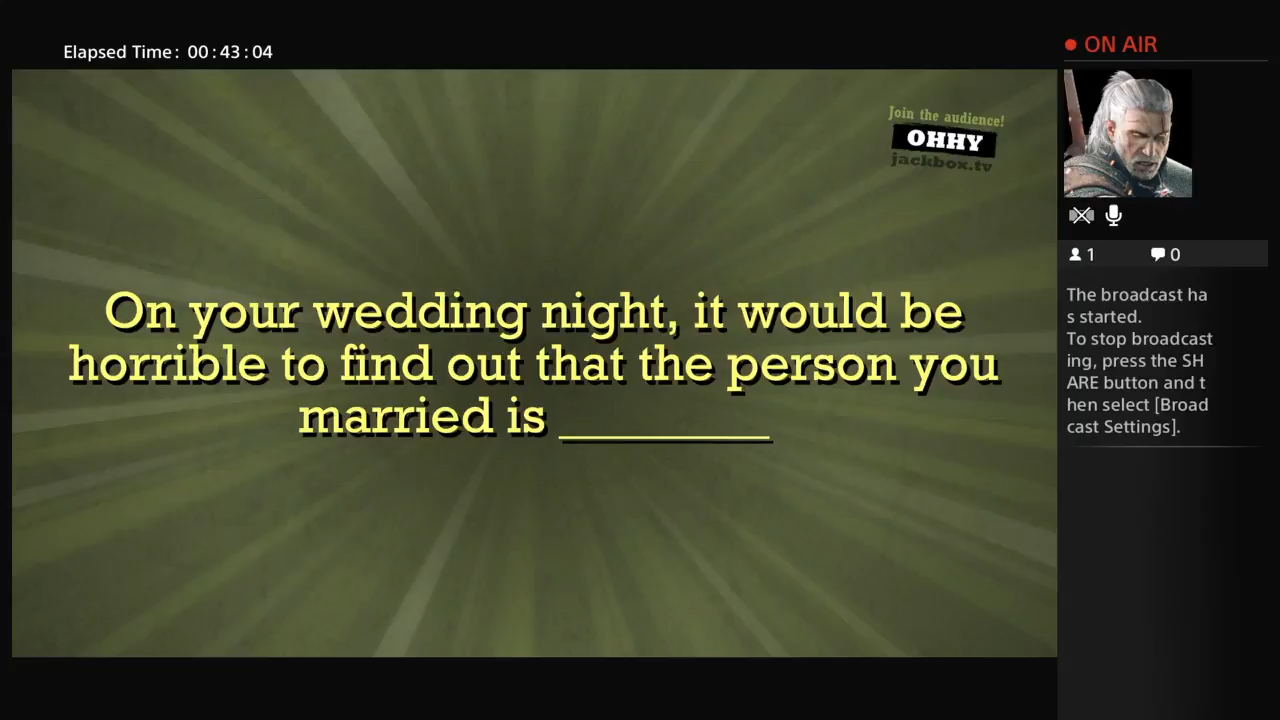 Elapsed Time: 00:43:04
ON AIR
Join the audience!
OHHY
jackbox.tv
1 0
On your wedding night, it would be
horrible to find out that the person you
married is ________
The broadcast ha
s started.
To stop broadcast
ing, press the SH
ARE button and t
hen select [Broad
cast Settings].